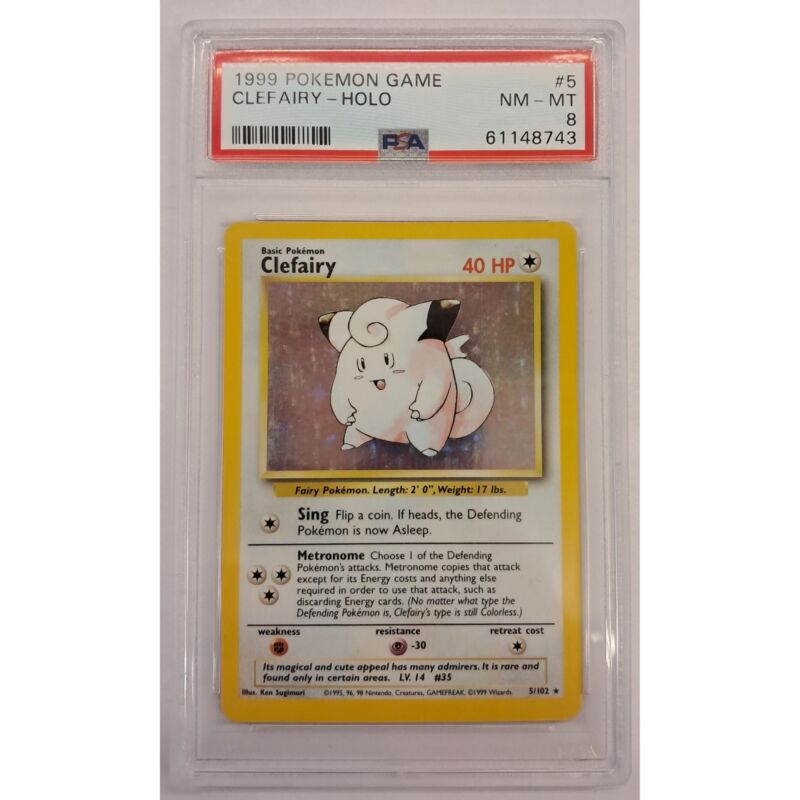 1999 POKEMON GAME #5
CLEFAIRY – HOLO NM – MT
8
PSA 61148743
Basic Pokémon
Clefairy 40 HP
Fairy Pokémon. Length: 2' 0", Weight: 17 lbs.
Sing Flip a coin. If heads, the Defending
Pokémon is now Asleep.
Metronome Choose 1 of the Defending
Pokémon's attacks. Metronome copies that attack
except for its Energy costs and anything else
required in order to use that attack, such as
discarding Energy cards. (No matter what type the
Defending Pokémon is, Clefairy's type is still Colorless.)
weakness resistance retreat cost
-30
Its magical and cute appeal has many admirers. It is rare and
found only in certain areas. LV. 14 #35
Illus. Ken Sugimori ©1995, 96, 98 Nintendo, Creatures, GAMEFREAK. ©1999 Wizards. 5/102 ★